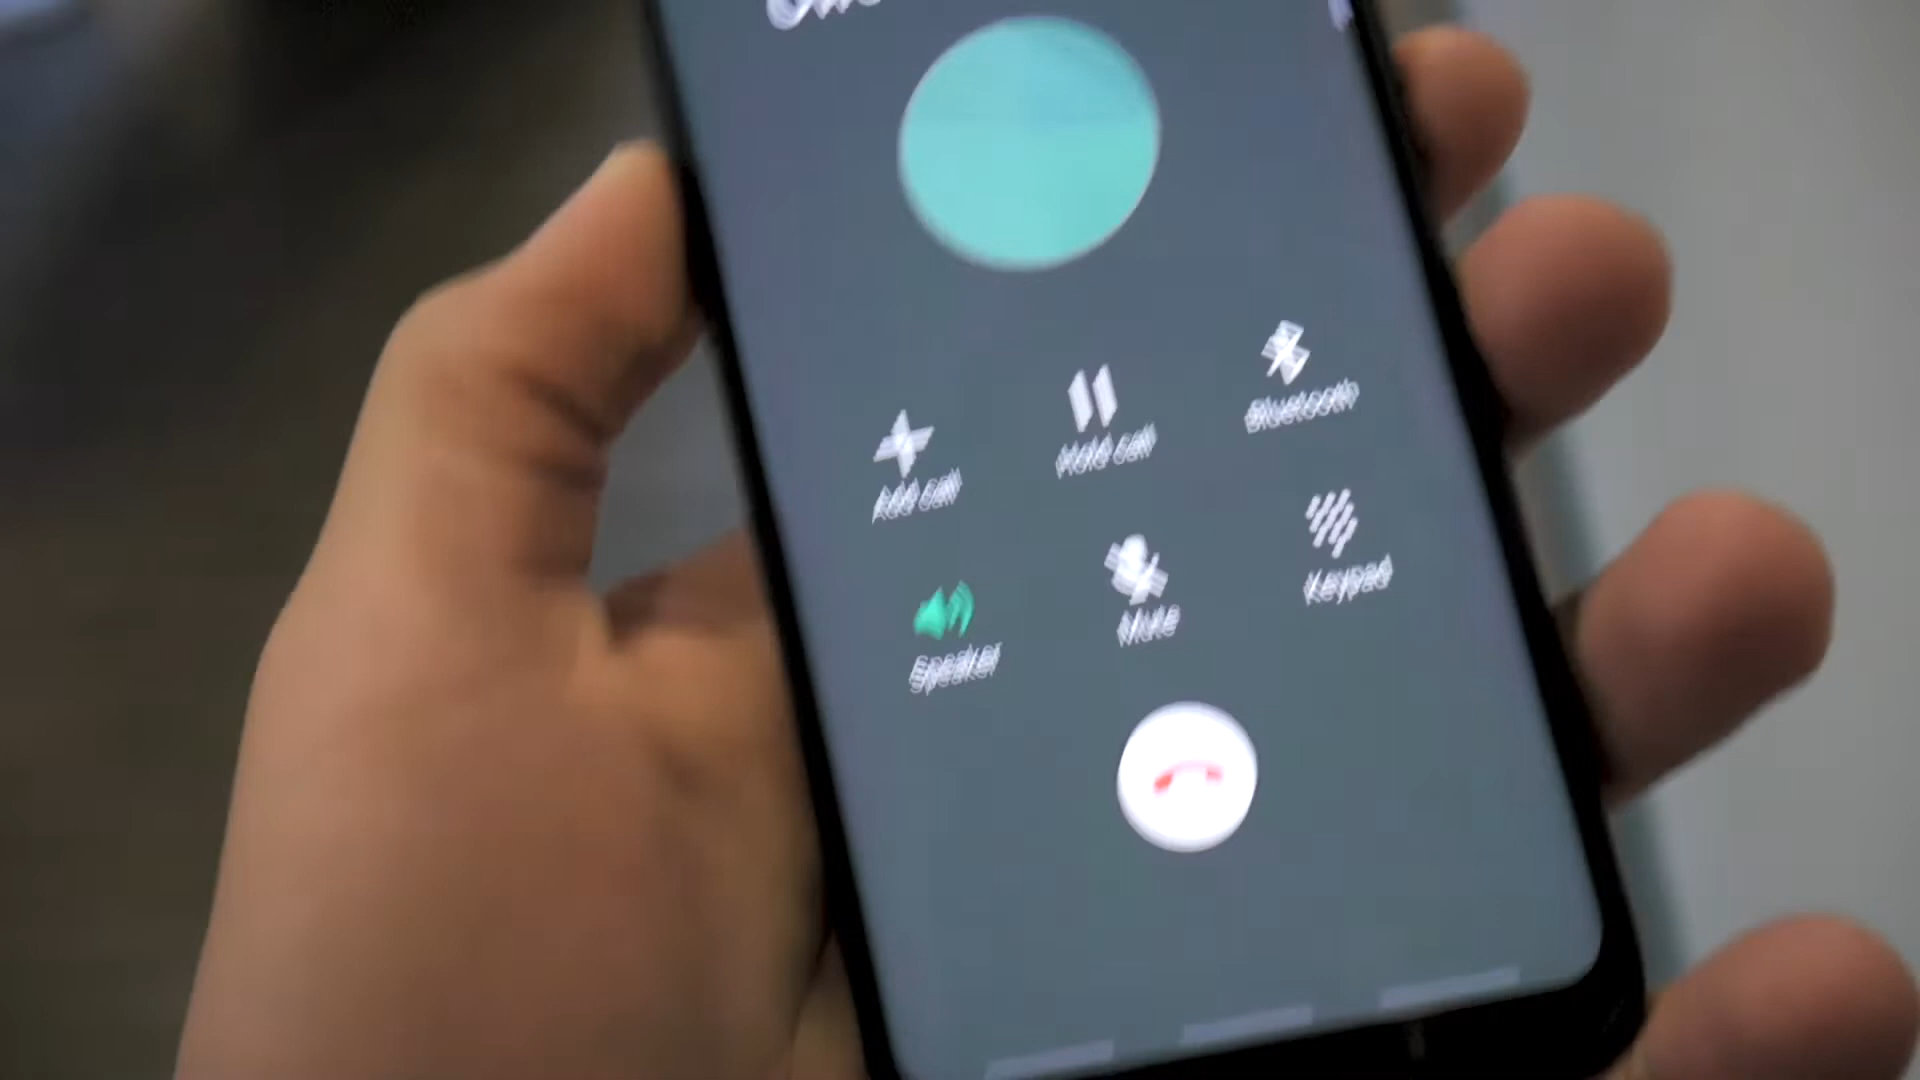 Add call
Hold call
Bluetooth
Speaker
Mute
Keypad